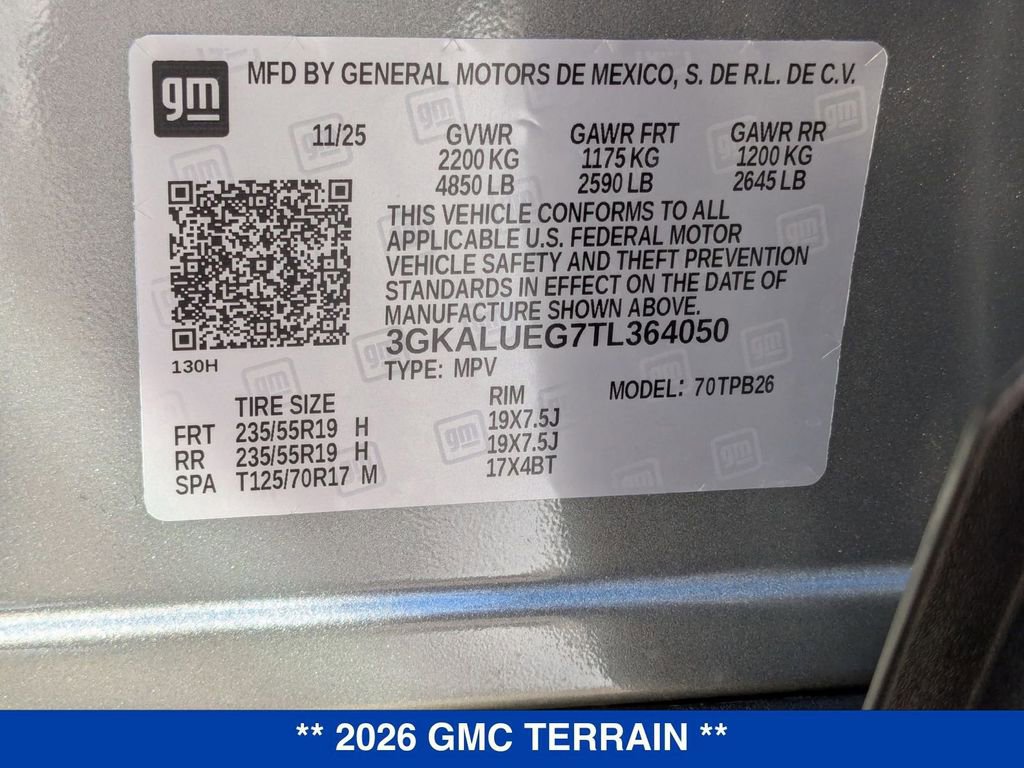 gm MFD BY GENERAL MOTORS DE MEXICO, S. DE R.L. DE C.V.
11/25 GVWR GAWR FRT GAWR RR
2200 KG 1175 KG 1200 KG
4850 LB 2590 LB 2645 LB
THIS VEHICLE CONFORMS TO ALL
APPLICABLE U.S. FEDERAL MOTOR
VEHICLE SAFETY AND THEFT PREVENTION
STANDARDS IN EFFECT ON THE DATE OF
MANUFACTURE SHOWN ABOVE.
3GKALUEG7TL364050
130H TYPE: MPV MODEL: 70TPB26
TIRE SIZE RIM
FRT 235/55R19 H 19X7.5J
RR 235/55R19 H 19X7.5J
SPA T125/70R17 M 17X4BT
** 2026 GMC TERRAIN **